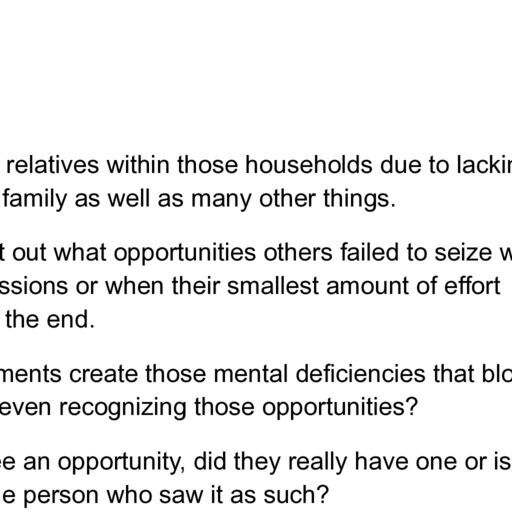 relatives within those households due to lackin
family as well as many other things.
t out what opportunities others failed to seize w
ssions or when their smallest amount of effort
the end.
ments create those mental deficiencies that blo
even recognizing those opportunities?
e an opportunity, did they really have one or is
e person who saw it as such?